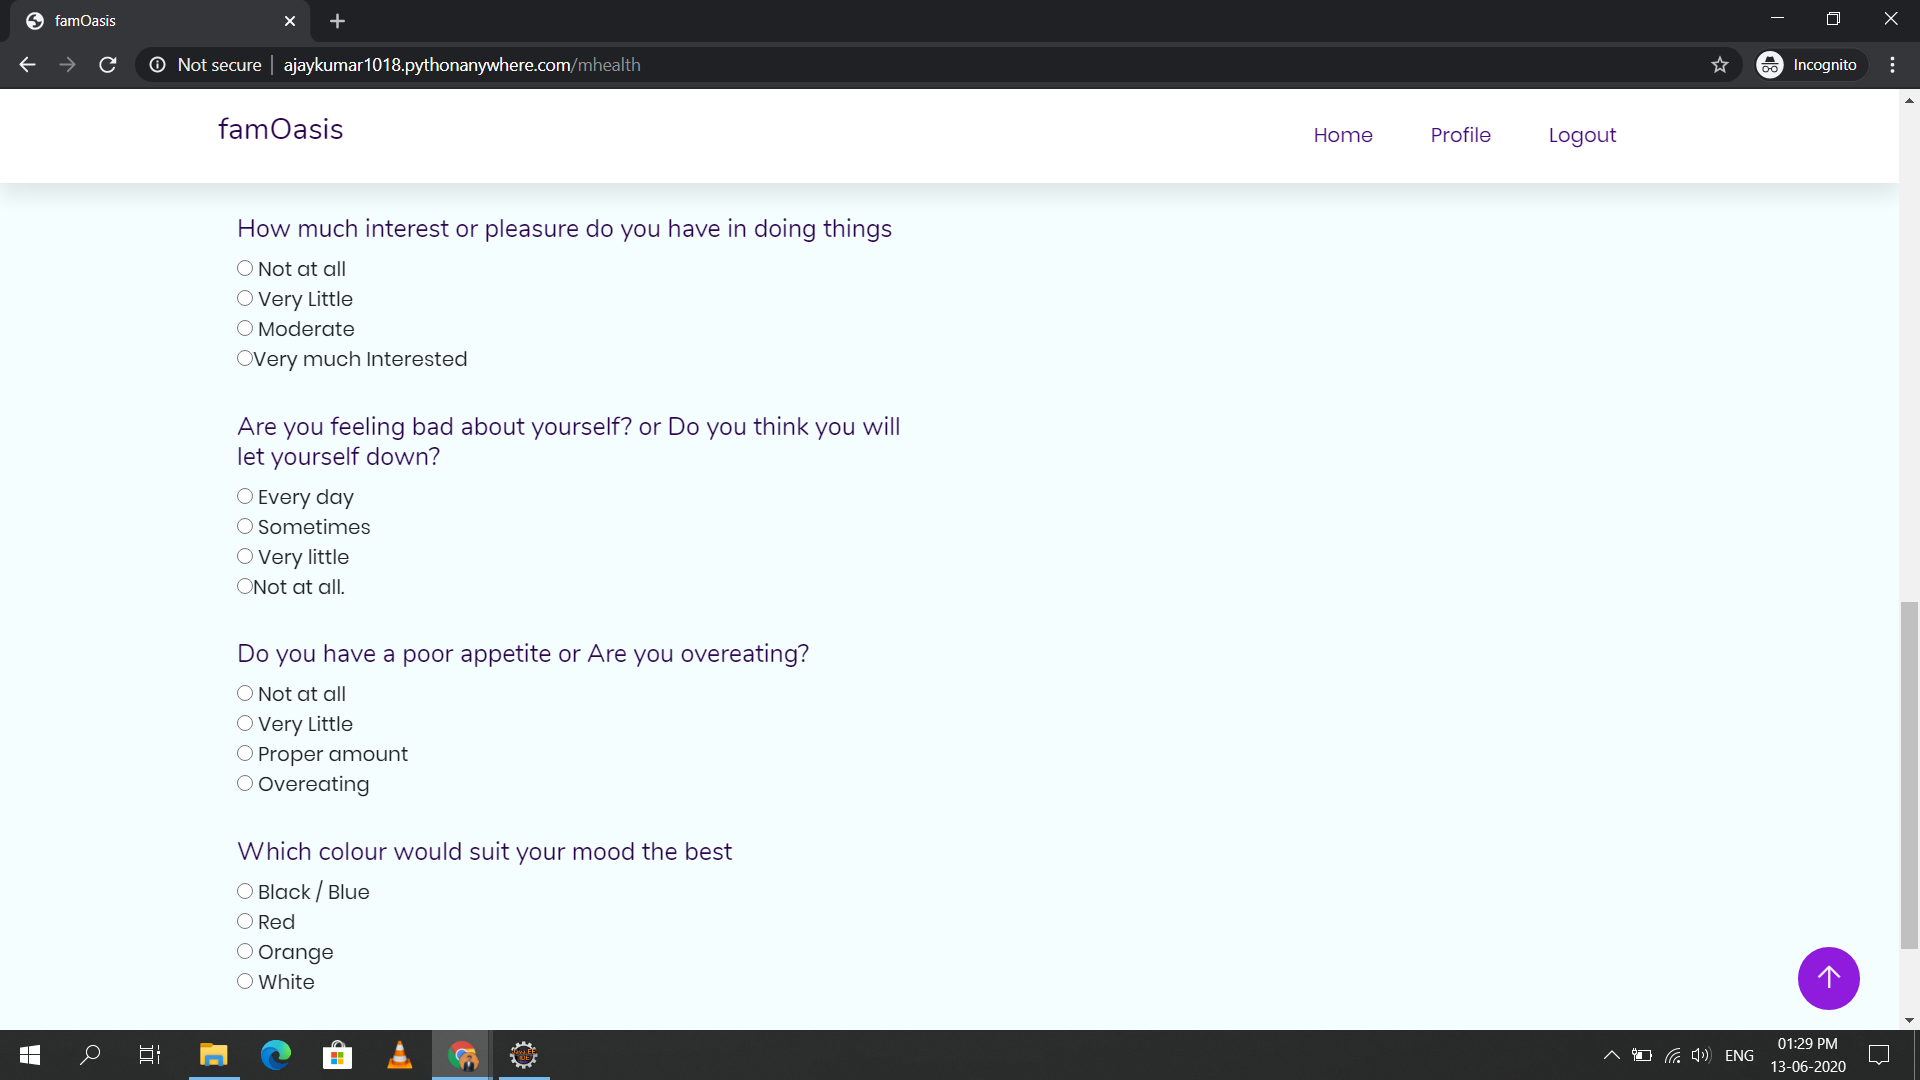 famOasis
Not secure
ajaykumar1018.pythonanywhere.com/mhealth
Incognito
famOasis
Home
Profile
Logout
How much interest or pleasure do you have in doing things
Not at all
Very Little
Moderate
Very much Interested
Are you feeling bad about yourself? or Do you think you will
let yourself down?
Every day
Sometimes
Very little
Not at all.
Do you have a poor appetite or Are you overeating?
Not at all
Very Little
Proper amount
Overeating
Which colour would suit your mood the best
Black / Blue
Red
Orange
White
ENG
01:29 PM
13-06-2020